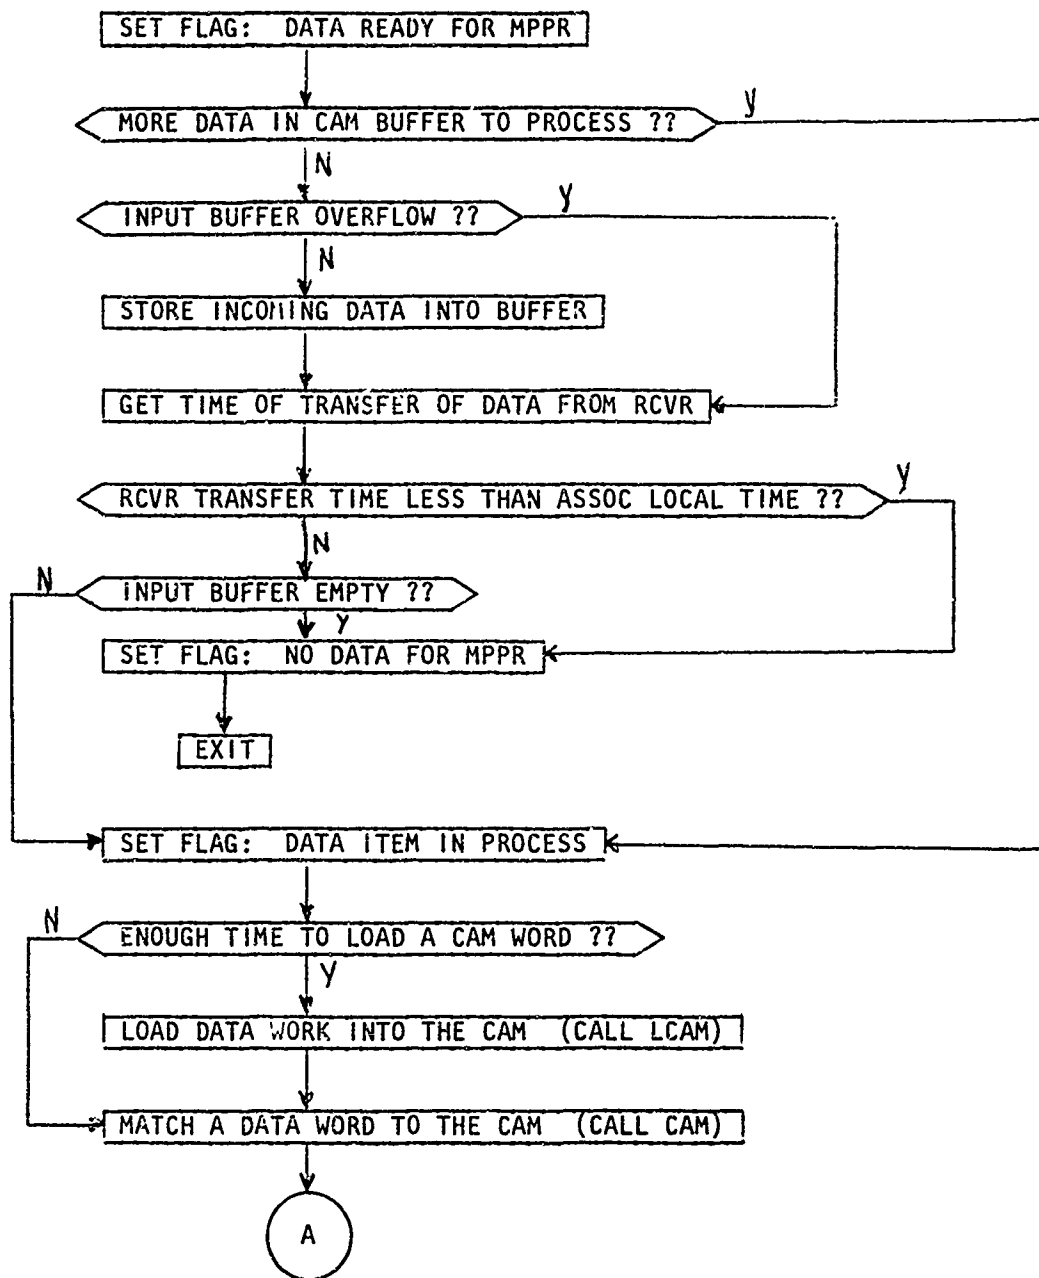 SET FLAG: DATA READY FOR MPPR
MORE DATA IN CAM BUFFER TO PROCESS ??
Y
N
INPUT BUFFER OVERFLOW ??
Y
N
STORE INCOMING DATA INTO BUFFER
GET TIME OF TRANSFER OF DATA FROM RCVR
RCVR TRANSFER TIME LESS THAN ASSOC LOCAL TIME ??
Y
N
N
INPUT BUFFER EMPTY ??
Y
SET FLAG: NO DATA FOR MPPR
EXIT
SET FLAG: DATA ITEM IN PROCESS
N
ENOUGH TIME TO LOAD A CAM WORD ??
Y
LOAD DATA WORK INTO THE CAM (CALL LCAM)
MATCH A DATA WORD TO THE CAM (CALL CAM)
A